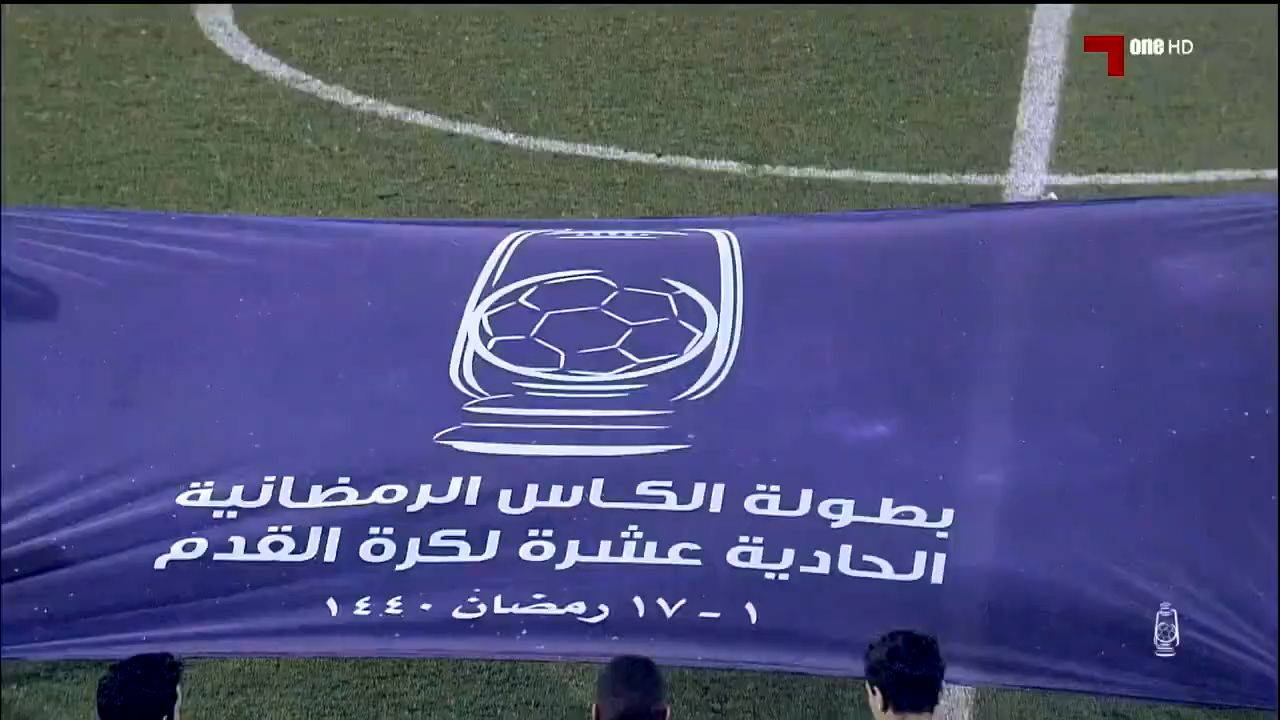 one HD
بطولة الكاس الرمضانية
الحادية عشرة لكرة القدم
١ - ١٧ رمضان ١٤٤٠